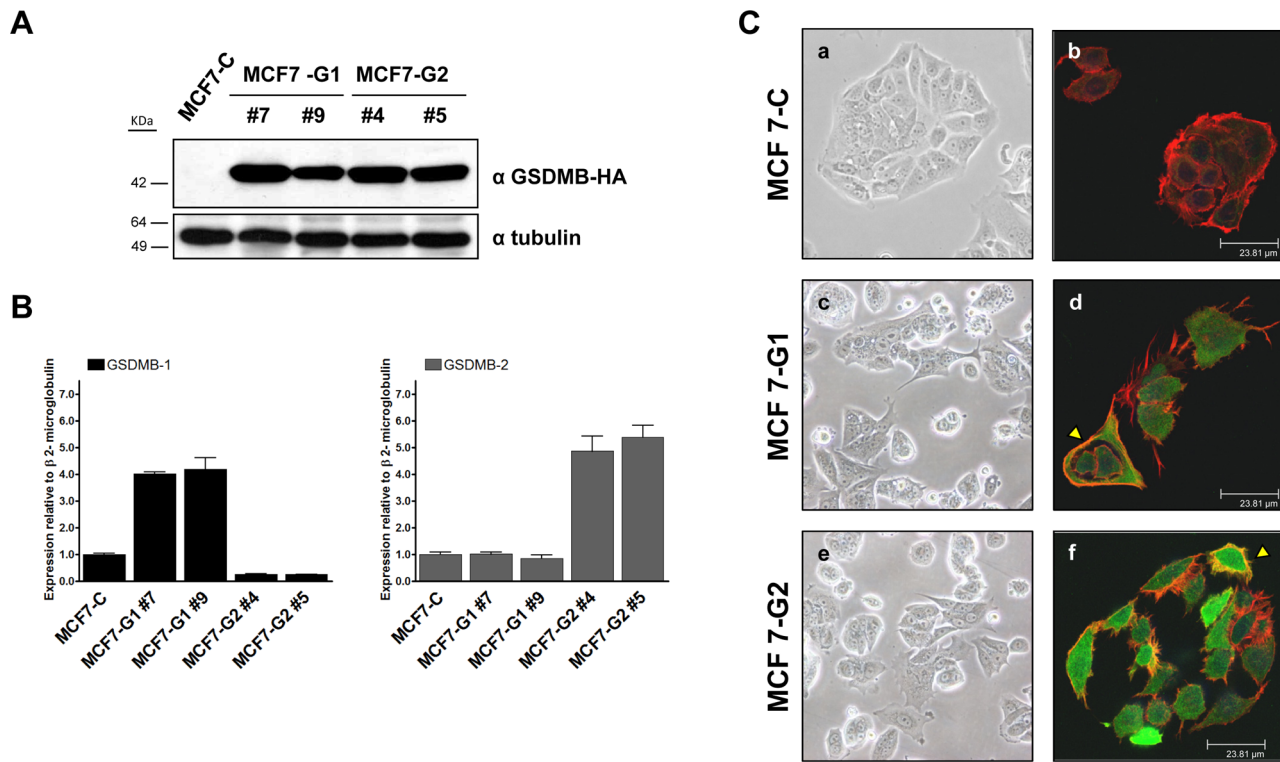 A
MCF7-C
MCF7 -G1
MCF7-G2
KDa
#7
#9
#4
#5
42
α GSDMB-HA
64
49
α tubulin
B
Expression relative to β 2- microglobulin
GSDMB-1
7.0
6.0
5.0
4.0
3.0
2.0
1.0
0.0
MCF7-C
MCF7-G1 #7
MCF7-G1 #9
MCF7-G2 #4
MCF7-G2 #5
Expression relative to β 2- microglobulin
GSDMB-2
7.0
6.0
5.0
4.0
3.0
2.0
1.0
0.0
MCF7-C
MCF7-G1 #7
MCF7-G1 #9
MCF7-G2 #4
MCF7-G2 #5
C
MCF 7-C
a
b
23.81 µm
MCF 7-G1
c
d
23.81 µm
MCF 7-G2
e
f
23.81 µm